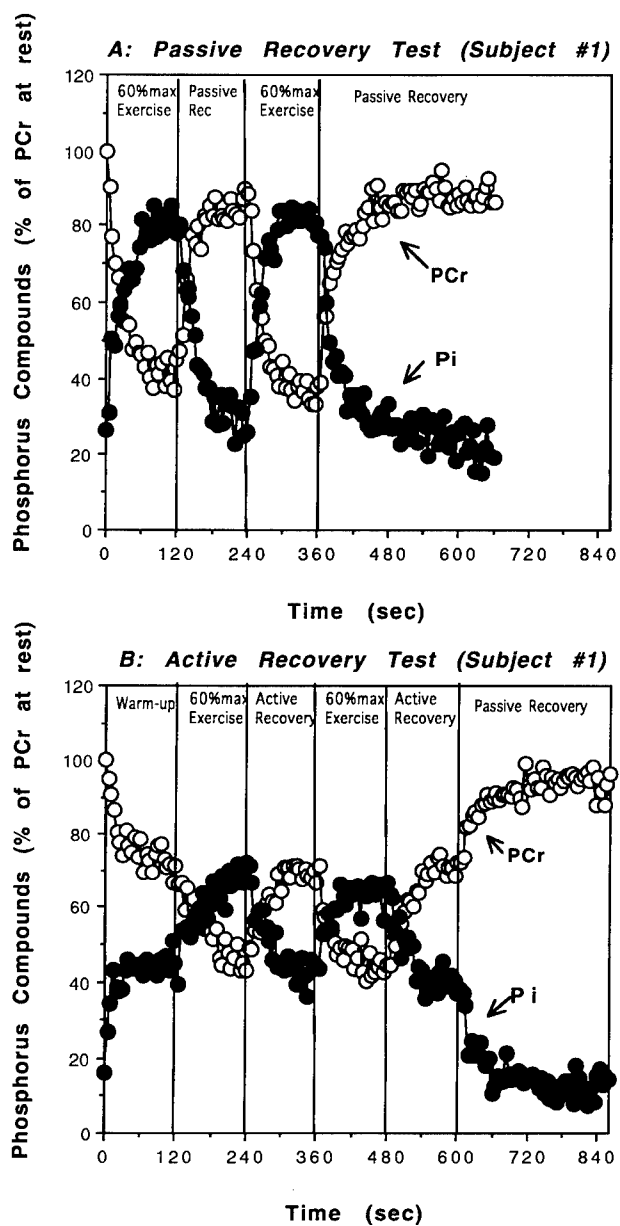 A: Passive Recovery Test (Subject #1)
Phosphorus Compounds (% of PCr at rest)
120
100
80
60
40
20
0
60%max Exercise
Passive Rec
60%max Exercise
Passive Recovery
PCr
Pi
0 120 240 360 480 600 720 840
Time (sec)
B: Active Recovery Test (Subject #1)
Phosphorus Compounds (% of PCr at rest)
120
100
80
60
40
20
0
Warm-up
60%max Exercise
Active Recovery
60%max Exercise
Active Recovery
Passive Recovery
PCr
Pi
0 120 240 360 480 600 720 840
Time (sec)